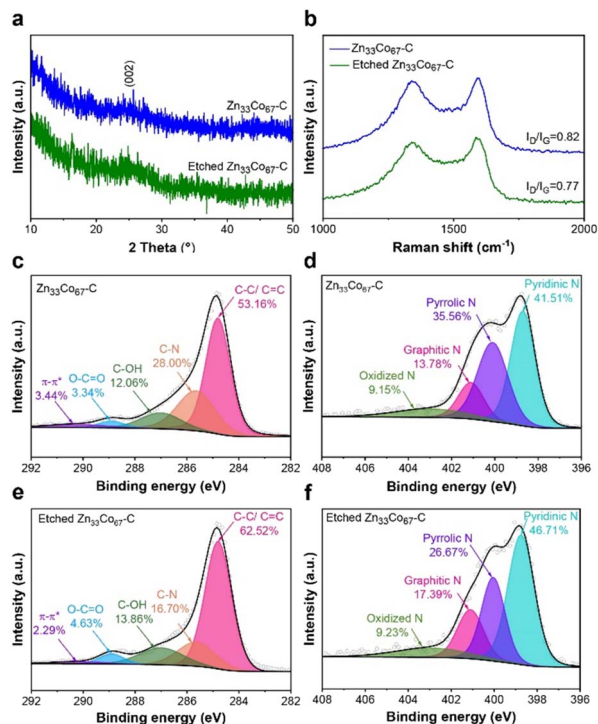 a
Intensity (a.u.)
(002)
Zn33Co67-C
Etched Zn33Co67-C
10 20 30 40 50
2 Theta (°)
b
Intensity (a.u.)
Zn33Co67-C
Etched Zn33Co67-C
ID/IG=0.82
ID/IG=0.77
1000 1500 2000
Raman shift (cm-1)
c
Intensity (a.u.)
Zn33Co67-C
C-C/ C=C
53.16%
C-N
28.00%
C-OH
12.06%
O-C=O
3.34%
π-π*
3.44%
292 290 288 286 284 282
Binding energy (eV)
d
Intensity (a.u.)
Zn33Co67-C
Pyridinic N
41.51%
Pyrrolic N
35.56%
Graphitic N
13.78%
Oxidized N
9.15%
408 406 404 402 400 398 396
Binding energy (eV)
e
Intensity (a.u.)
Etched Zn33Co67-C
C-C/ C=C
62.52%
C-N
16.70%
C-OH
13.86%
O-C=O
4.63%
π-π*
2.29%
292 290 288 286 284 282
Binding energy (eV)
f
Intensity (a.u.)
Etched Zn33Co67-C
Pyridinic N
46.71%
Pyrrolic N
26.67%
Graphitic N
17.39%
Oxidized N
9.23%
408 406 404 402 400 398 396
Binding energy (eV)